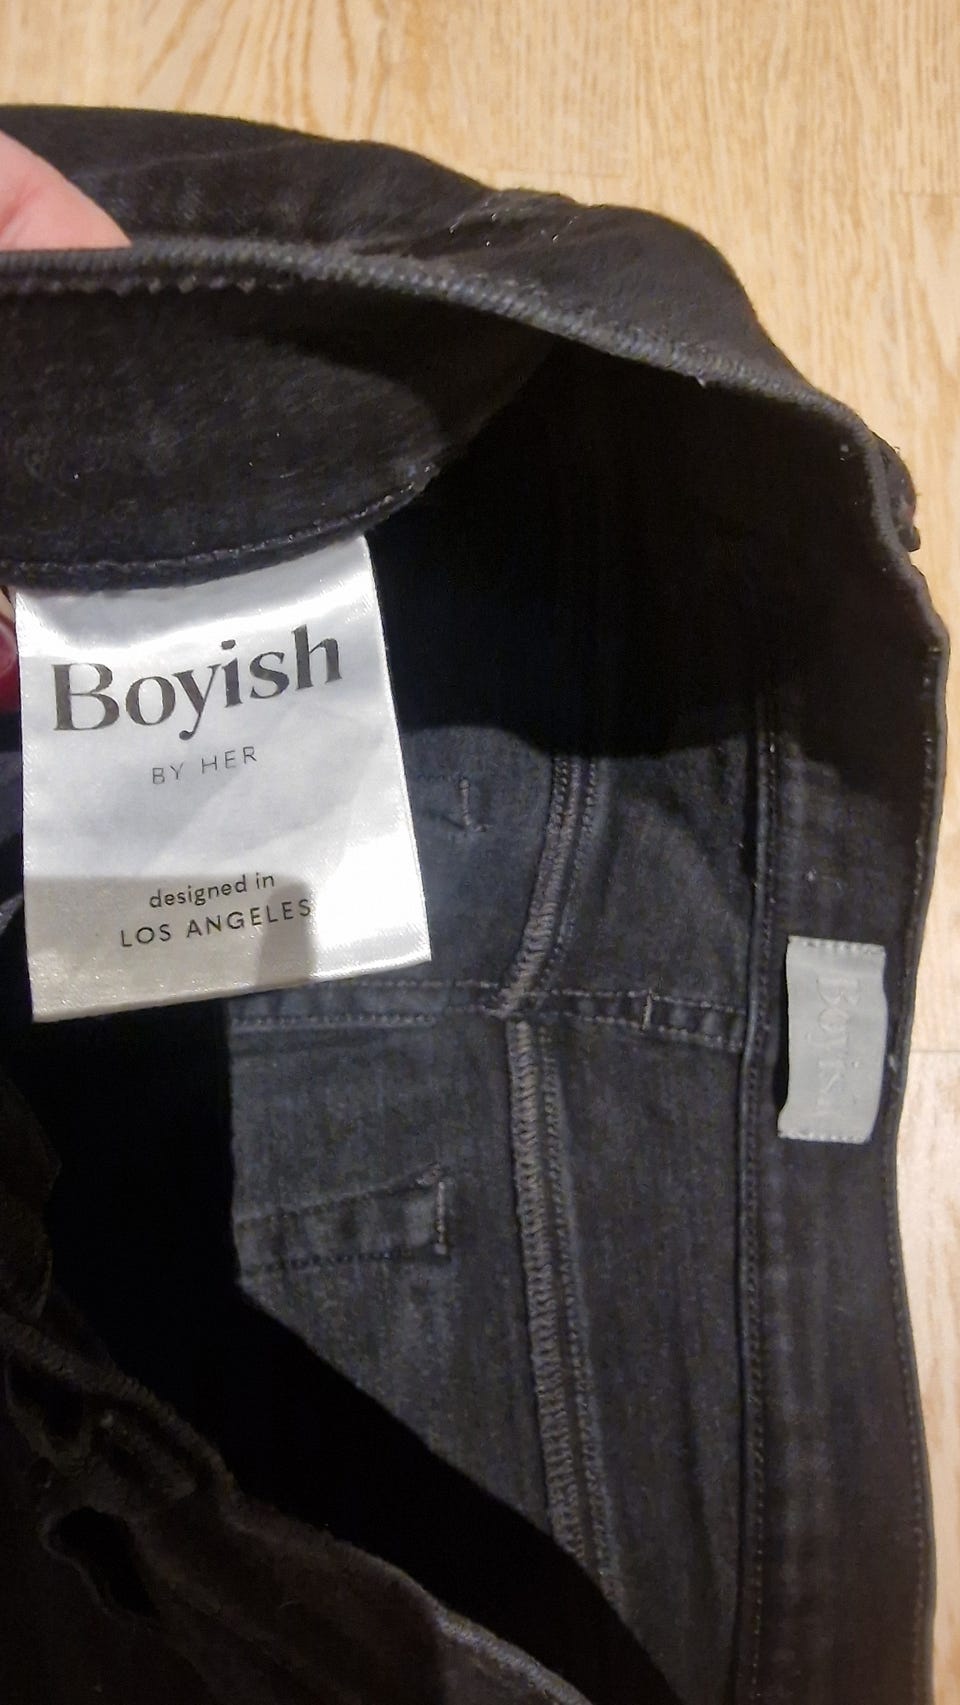 Boyish
BY HER
designed in
LOS ANGELES
Boyish